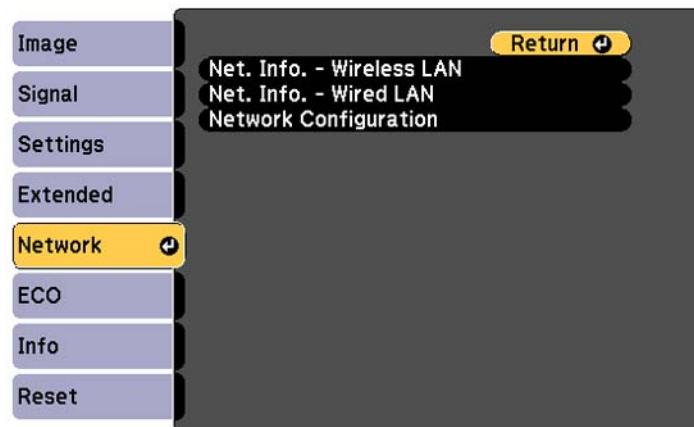 Image
Signal
Settings
Extended
Network
ECO
Info
Reset
Return
Net. Info. - Wireless LAN
Net. Info. - Wired LAN
Network Configuration